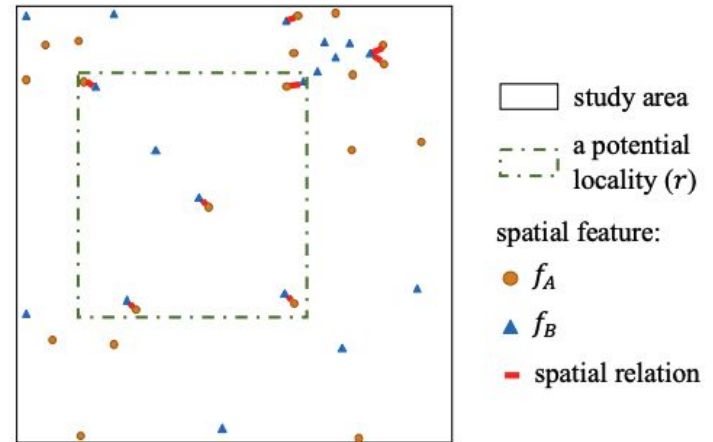 study area
a potential
locality (r)
spatial feature:
f_A
f_B
spatial relation